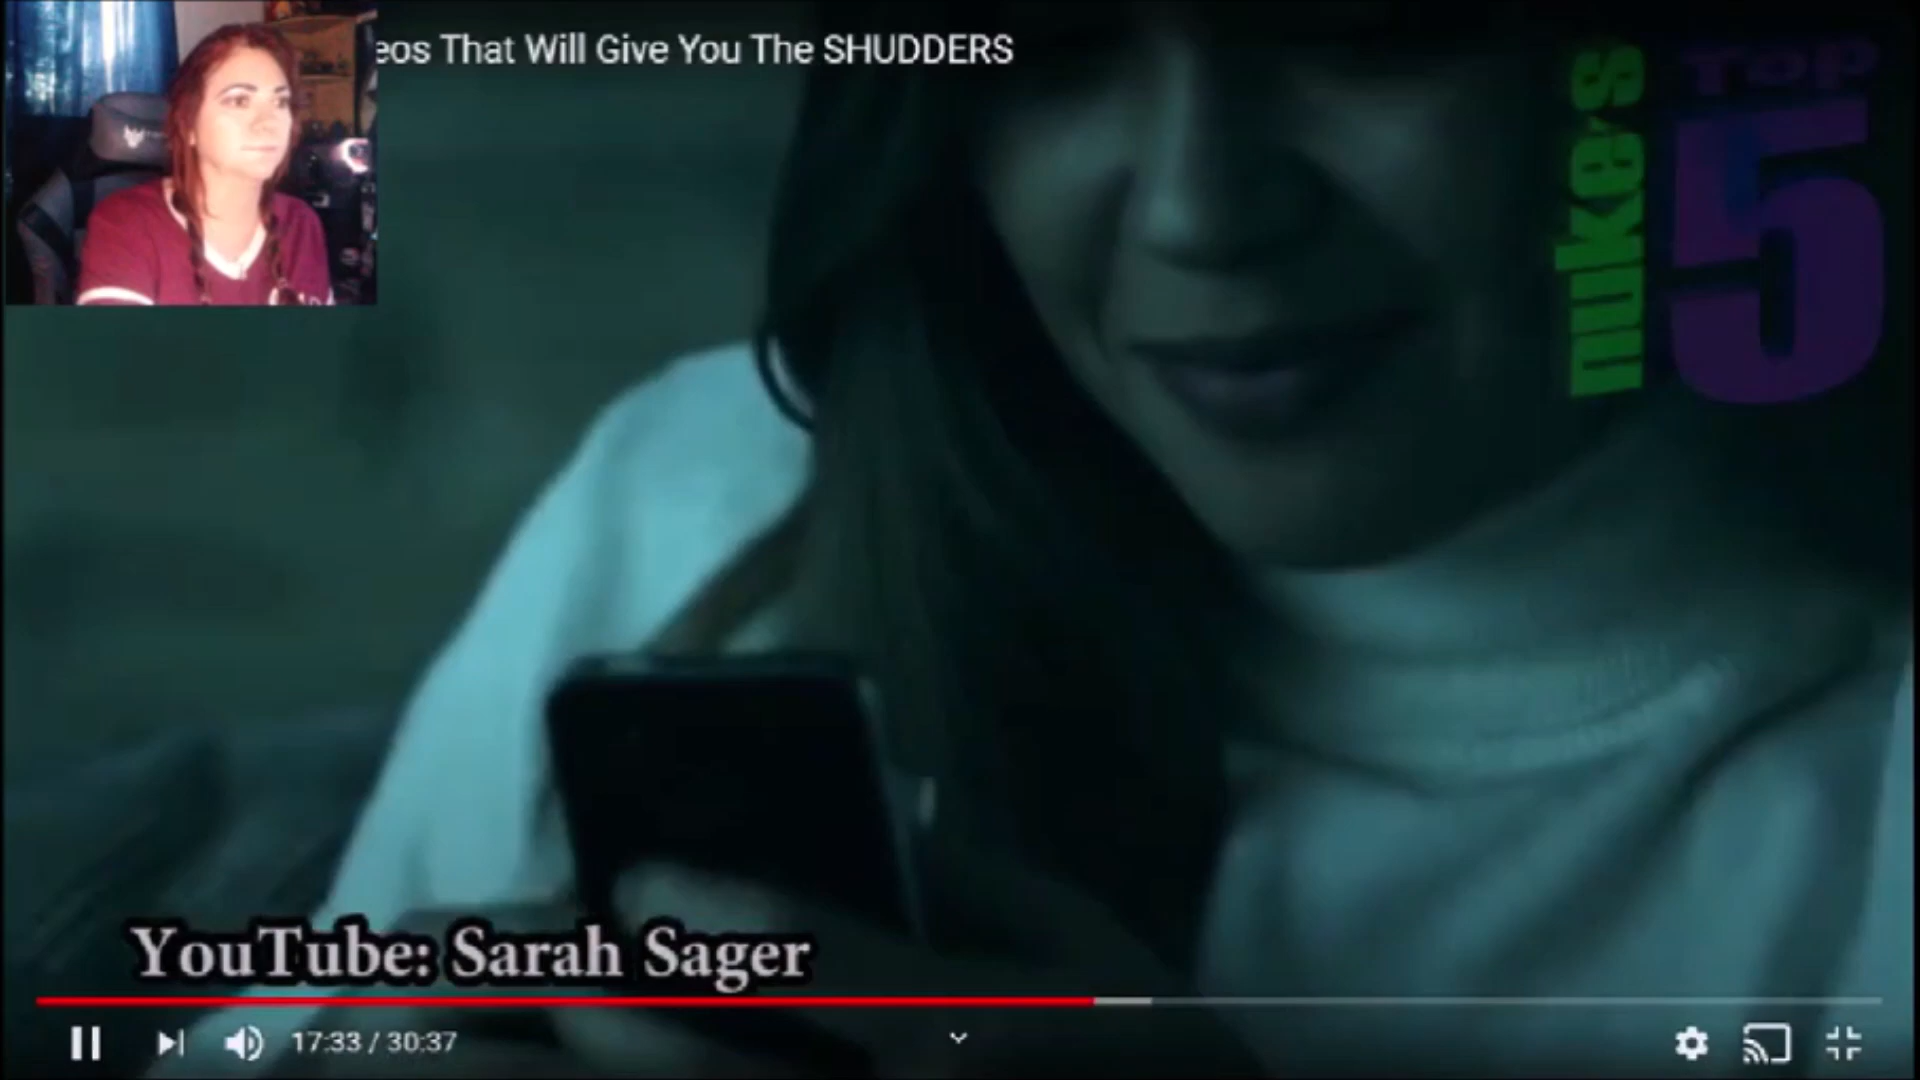 eos That Will Give You The SHUDDERS
nuke's
Top
5
YouTube: Sarah Sager
17:33 / 30:37